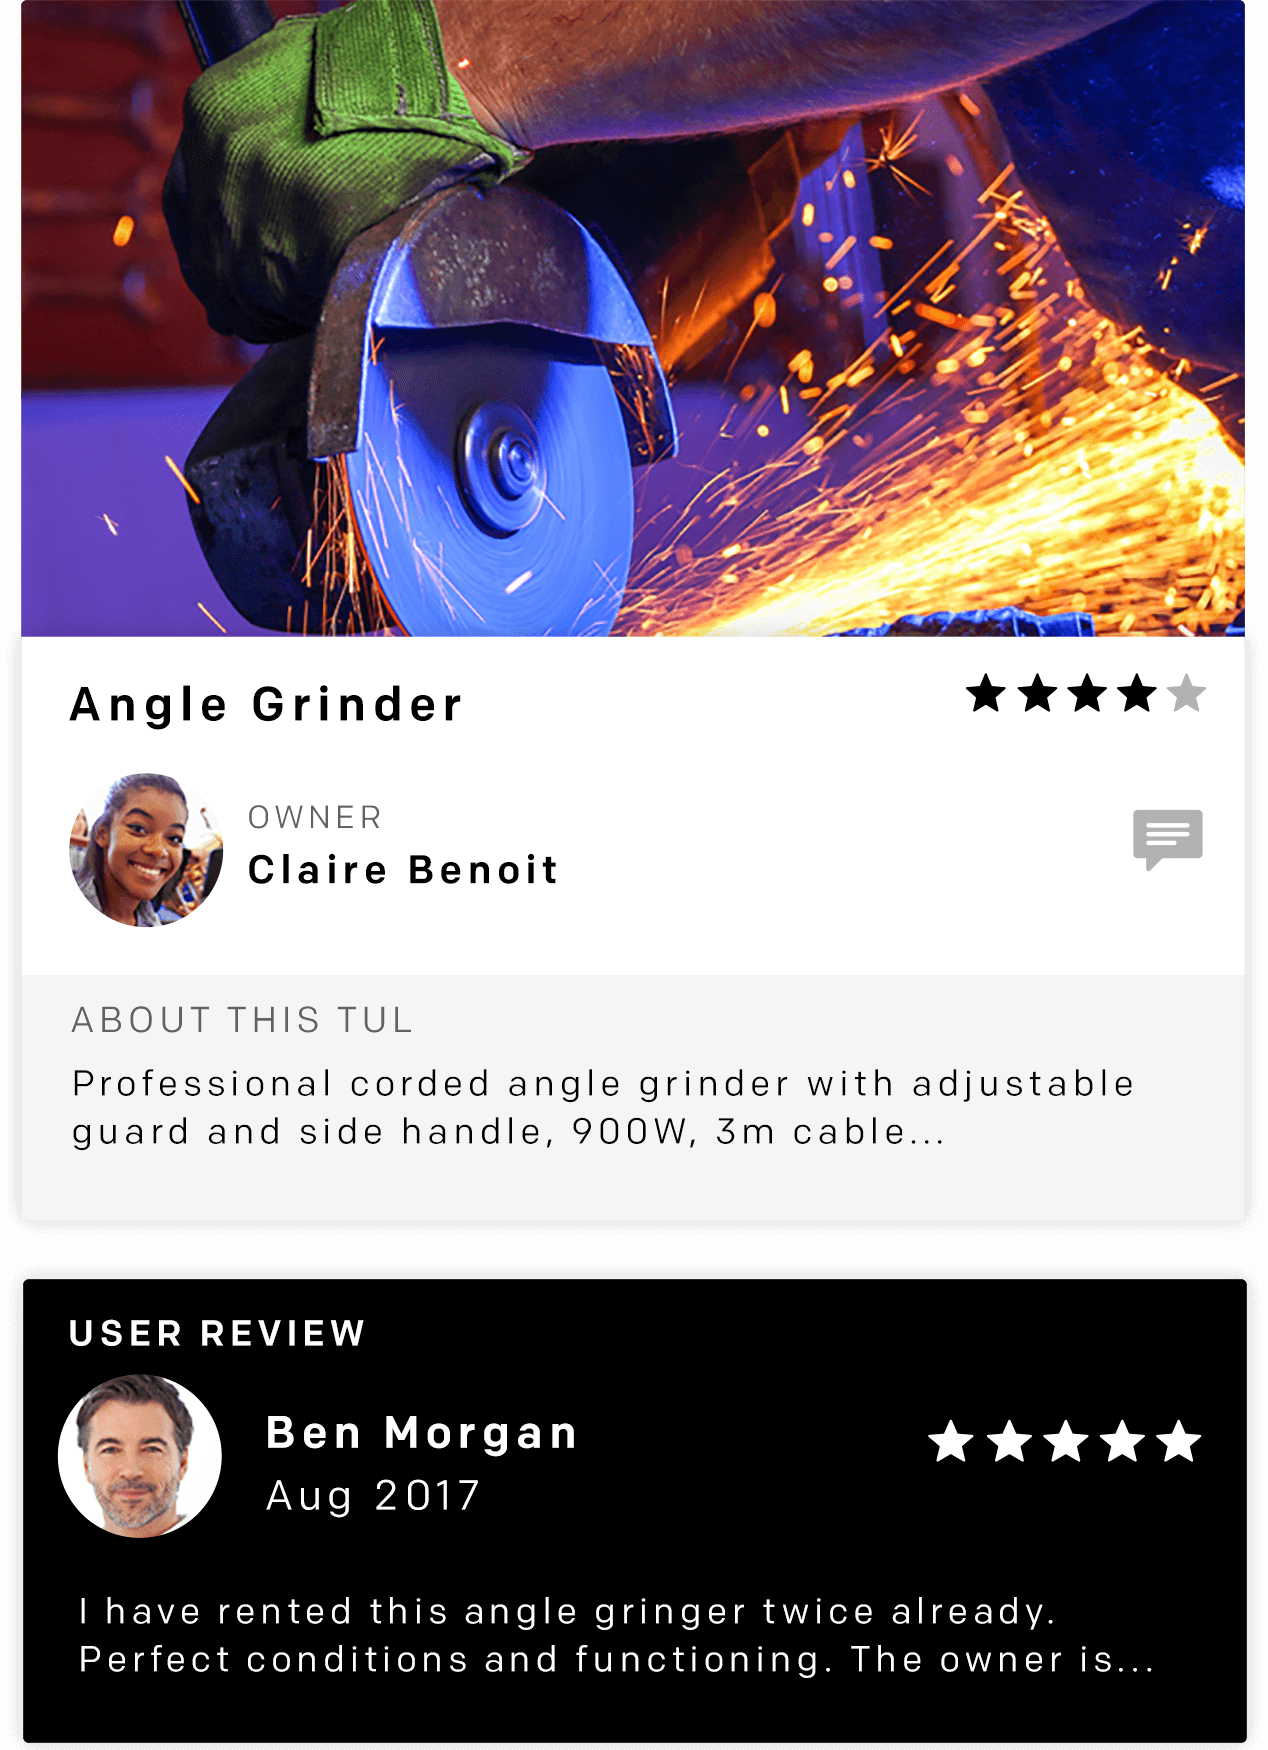 Angle Grinder
OWNER
Claire Benoit
ABOUT THIS TUL
Professional corded angle grinder with adjustable
guard and side handle, 900W, 3m cable...
USER REVIEW
Ben Morgan
Aug 2017
I have rented this angle gringer twice already.
Perfect conditions and functioning. The owner is...